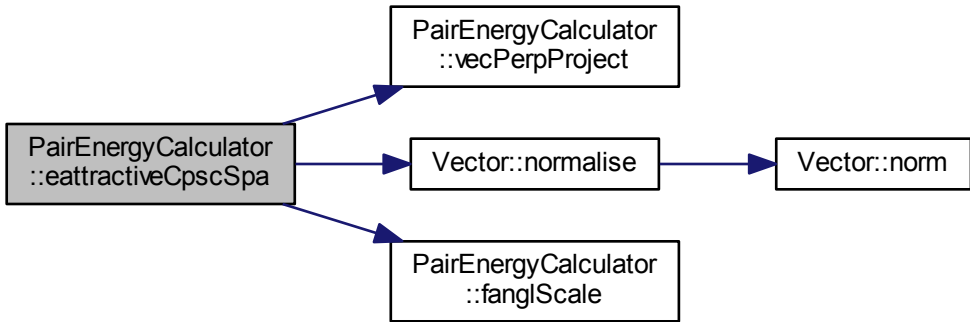 PairEnergyCalculator
::vecPerpProject
PairEnergyCalculator
::eattractiveCpscSpa
Vector::normalise
Vector::norm
PairEnergyCalculator
::fanglScale